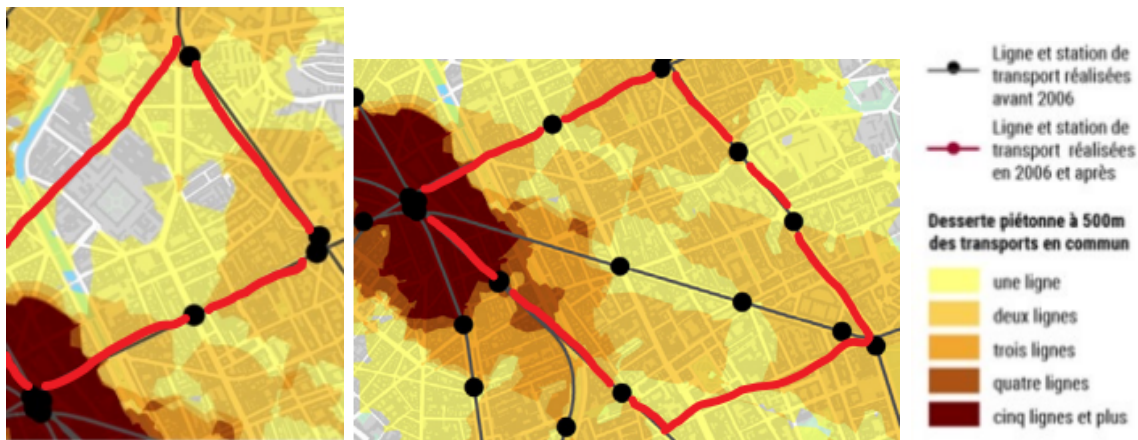 Ligne et station de
transport réalisées
avant 2006
Ligne et station de
transport réalisées
en 2006 et après
Desserte piétonne à 500m
des transports en commun
une ligne
deux lignes
trois lignes
quatre lignes
cinq lignes et plus